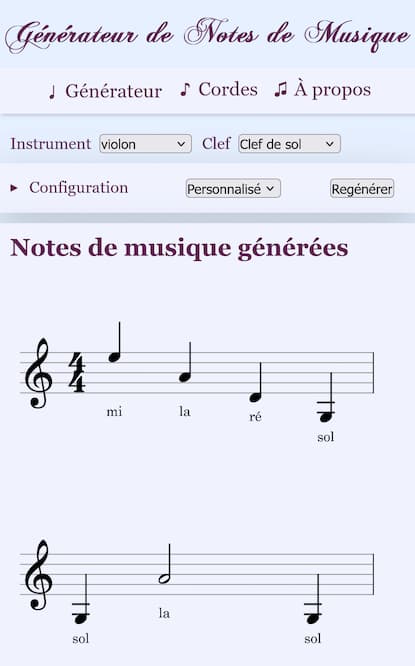 Générateur de Notes de Musique
Générateur Cordes À propos
Instrument violon Clef Clef de sol
Configuration Personnalisé Regénérer
Notes de musique générées
4
4
mi la ré
sol
la
sol sol